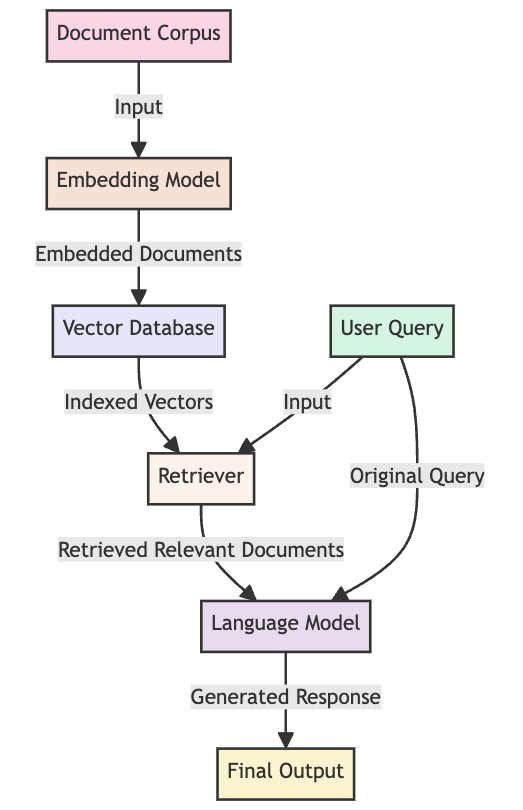 Document Corpus
Input
Embedding Model
Embedded Documents
Vector Database
User Query
Indexed Vectors
Input
Retriever
Original Query
Retrieved Relevant Documents
Language Model
Generated Response
Final Output